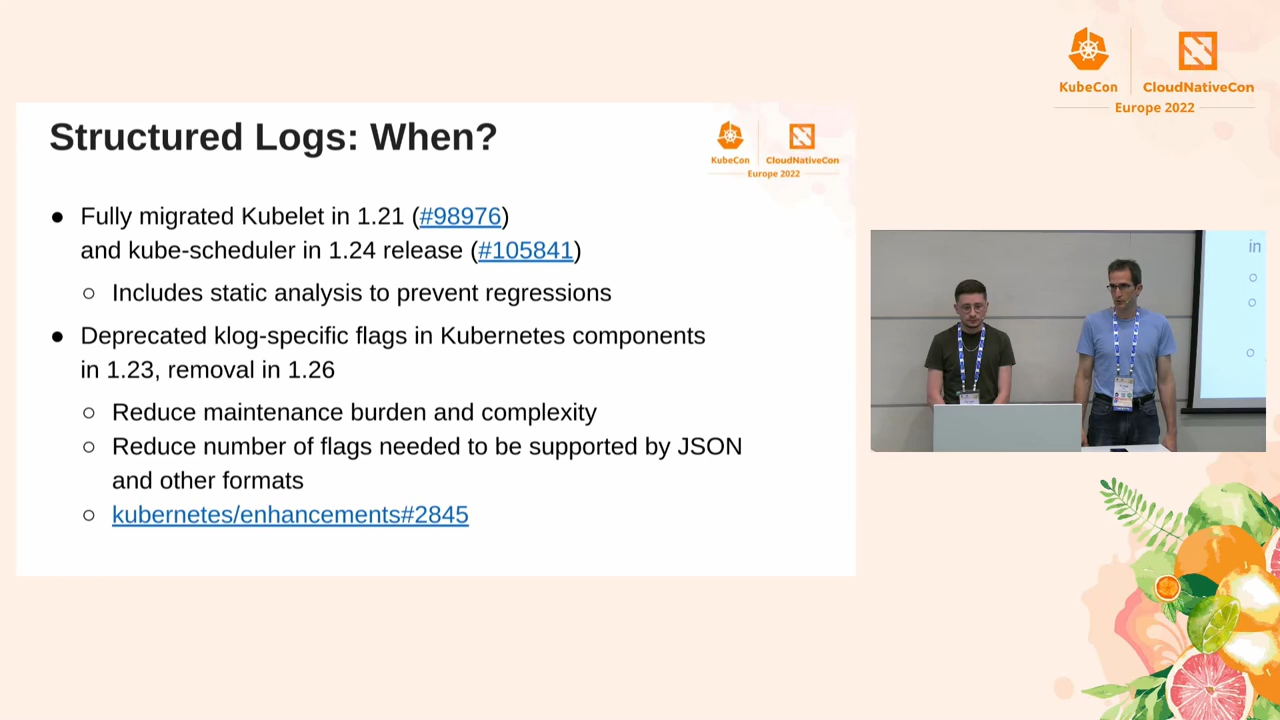 KubeCon
CloudNativeCon
Europe 2022
Structured Logs: When?
KubeCon
CloudNativeCon
Europe 2022
● Fully migrated Kubelet in 1.21 (#98976)
and kube-scheduler in 1.24 release (#105841)
○ Includes static analysis to prevent regressions
● Deprecated klog-specific flags in Kubernetes components
in 1.23, removal in 1.26
○ Reduce maintenance burden and complexity
○ Reduce number of flags needed to be supported by JSON
and other formats
○ kubernetes/enhancements#2845
in